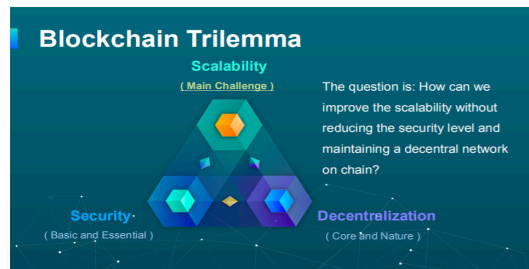 Blockchain Trilemma
Scalability
( Main Challenge )
The question is: How can we
improve the scalability without
reducing the security level and
maintaining a decentral network
on chain?
Security
( Basic and Essential )
Decentralization
( Core and Nature )